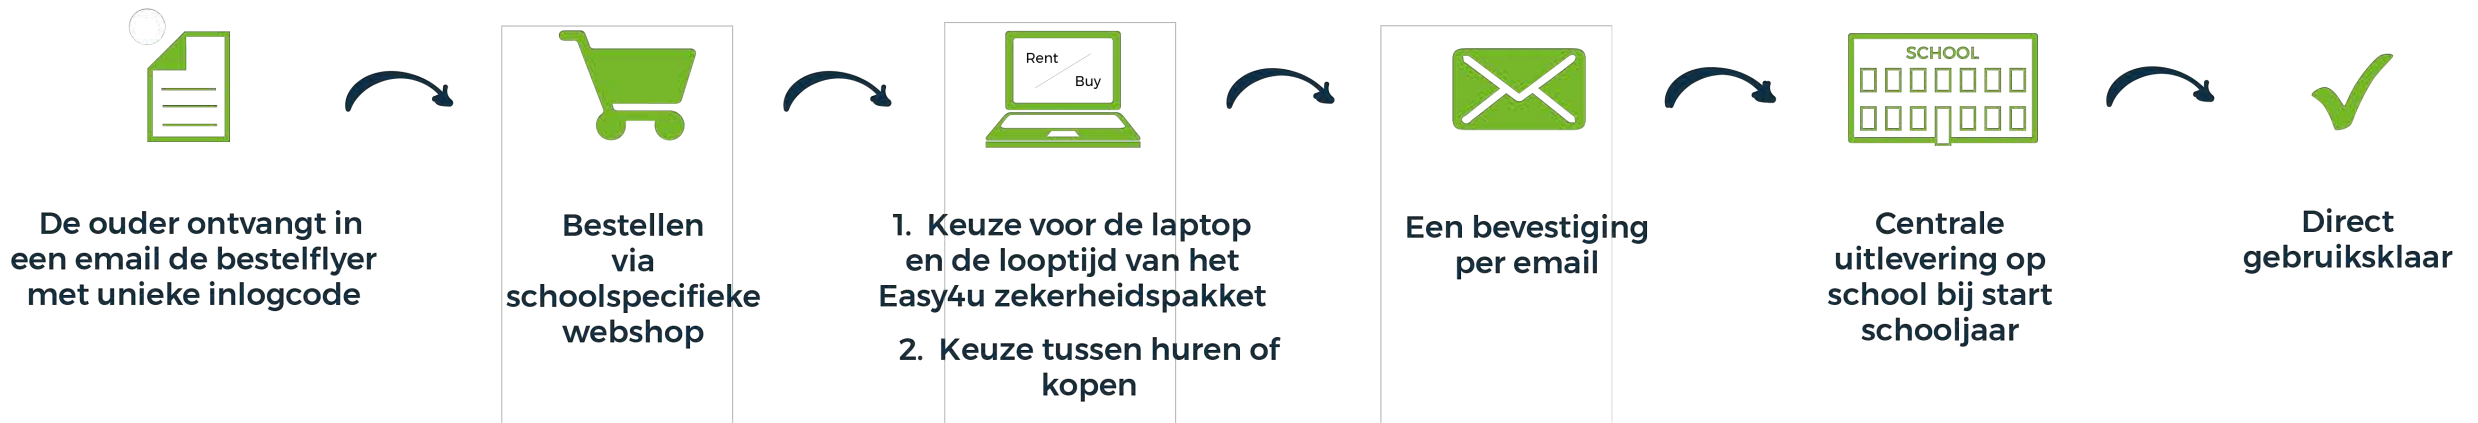 De ouder ontvangt in
een email de bestelflyer
met unieke inlogcode
Bestellen
via
schoolspecifieke
webshop
Rent
Buy
1. Keuze voor de laptop
en de looptijd van het
Easy4u zekerheidspakket
2. Keuze tussen huren of
kopen
Een bevestiging
per email
SCHOOL
Centrale
uitlevering op
school bij start
schooljaar
Direct
gebruiksklaar